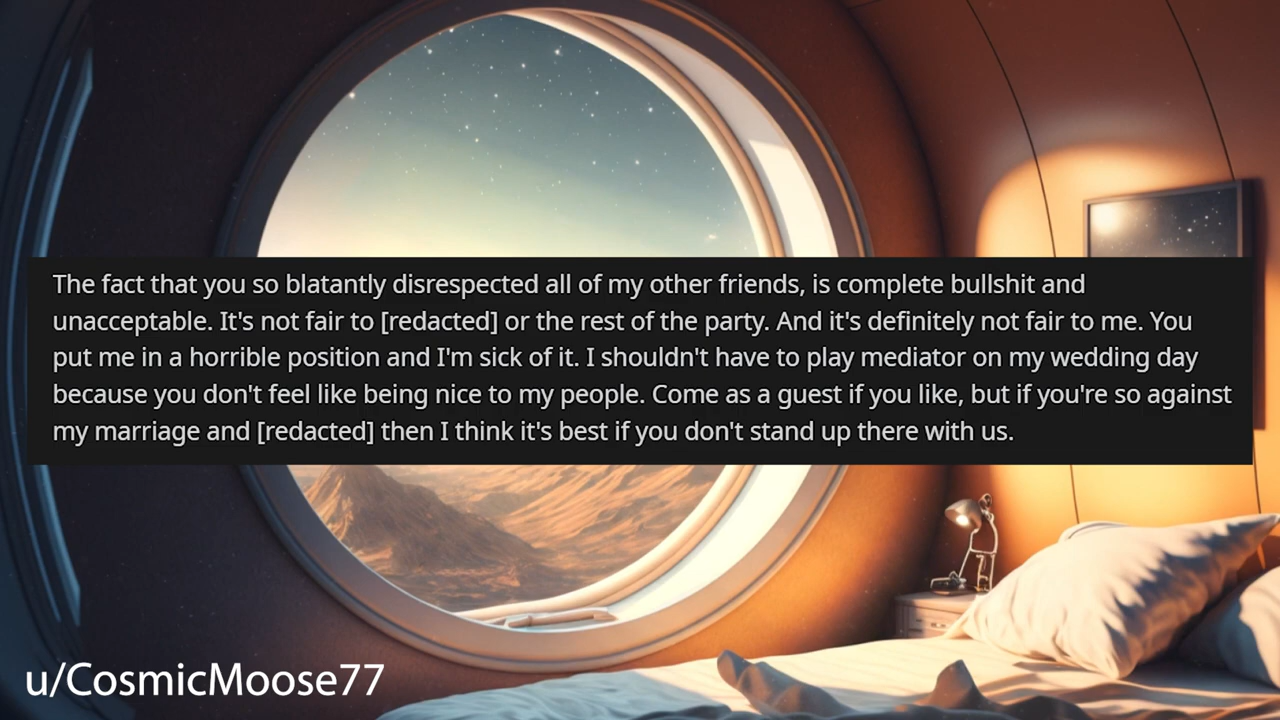 The fact that you so blatantly disrespected all of my other friends, is complete bullshit and
unacceptable. It's not fair to [redacted] or the rest of the party. And it's definitely not fair to me. You
put me in a horrible position and I'm sick of it. I shouldn't have to play mediator on my wedding day
because you don't feel like being nice to my people. Come as a guest if you like, but if you're so against
my marriage and [redacted] then I think it's best if you don't stand up there with us.
u/CosmicMoose77